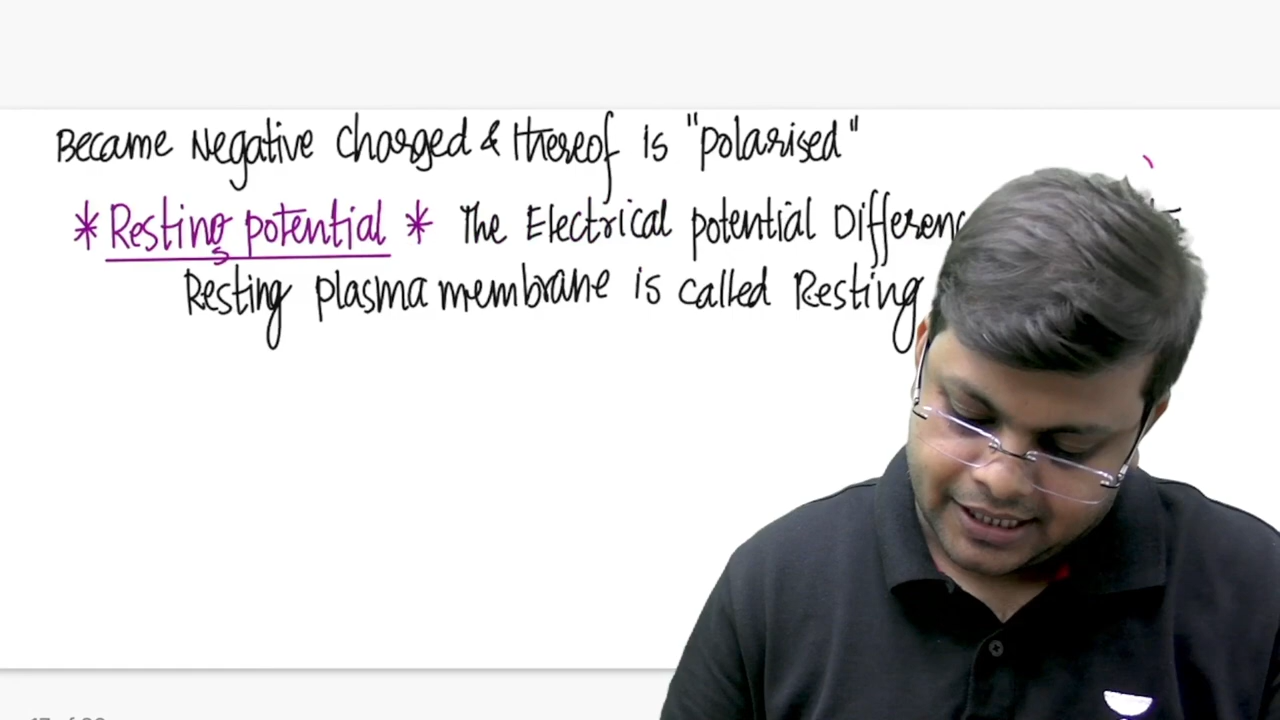 Became Negative charged & thereof is "polarised"
* Resting potential * The Electrical potential Differenc
Resting plasma membrane is called Resting